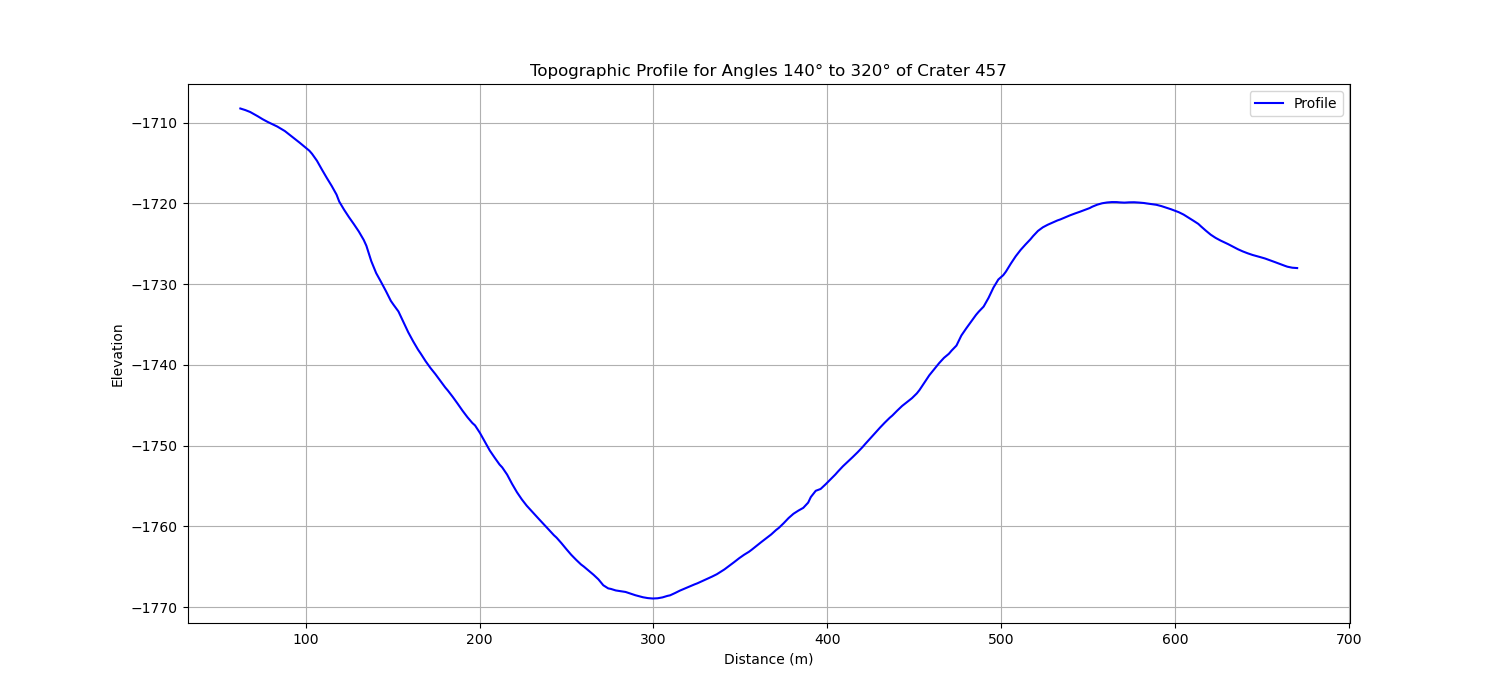 Topographic Profile for Angles 140° to 320° of Crater 457
Profile
−1710
−1720
−1730
−1740
−1750
−1760
−1770
Elevation
100 200 300 400 500 600 700
Distance (m)